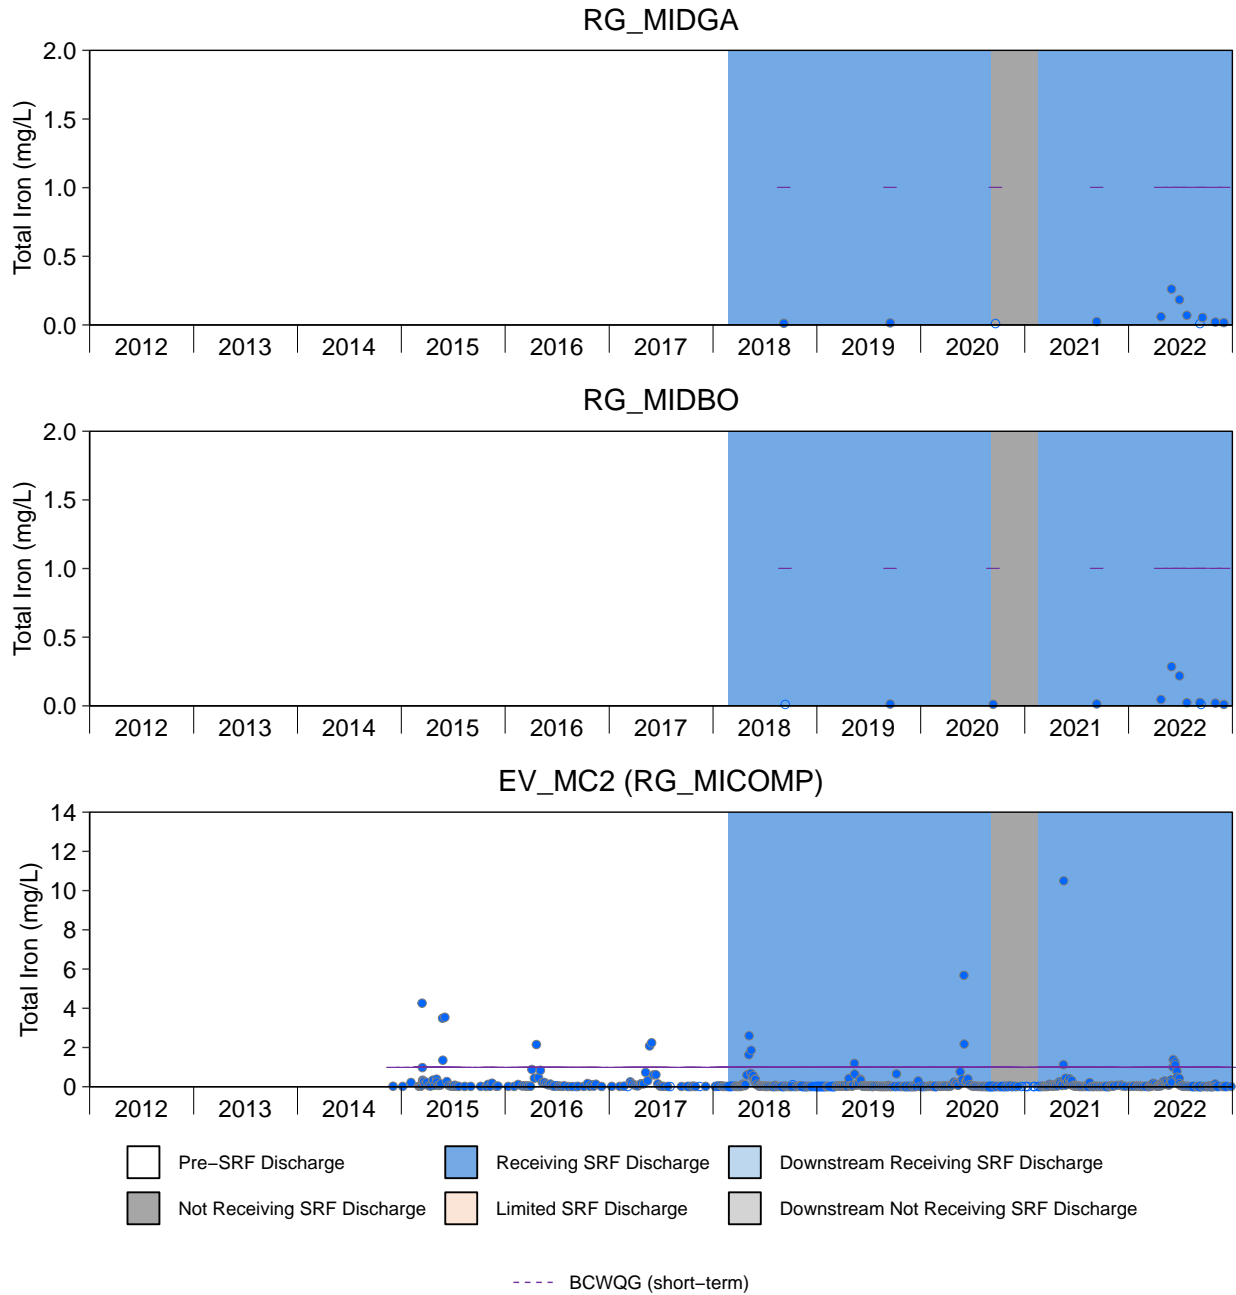 RG_MIDGA
Total Iron (mg/L)
2.0
1.5
1.0
0.5
0.0
2012 2013 2014 2015 2016 2017 2018 2019 2020 2021 2022
RG_MIDBO
Total Iron (mg/L)
2.0
1.5
1.0
0.5
0.0
2012 2013 2014 2015 2016 2017 2018 2019 2020 2021 2022
EV_MC2 (RG_MICOMP)
Total Iron (mg/L)
14
12
10
8
6
4
2
0
2012 2013 2014 2015 2016 2017 2018 2019 2020 2021 2022
Pre−SRF Discharge Receiving SRF Discharge Downstream Receiving SRF Discharge
Not Receiving SRF Discharge Limited SRF Discharge Downstream Not Receiving SRF Discharge
BCWQG (short−term)